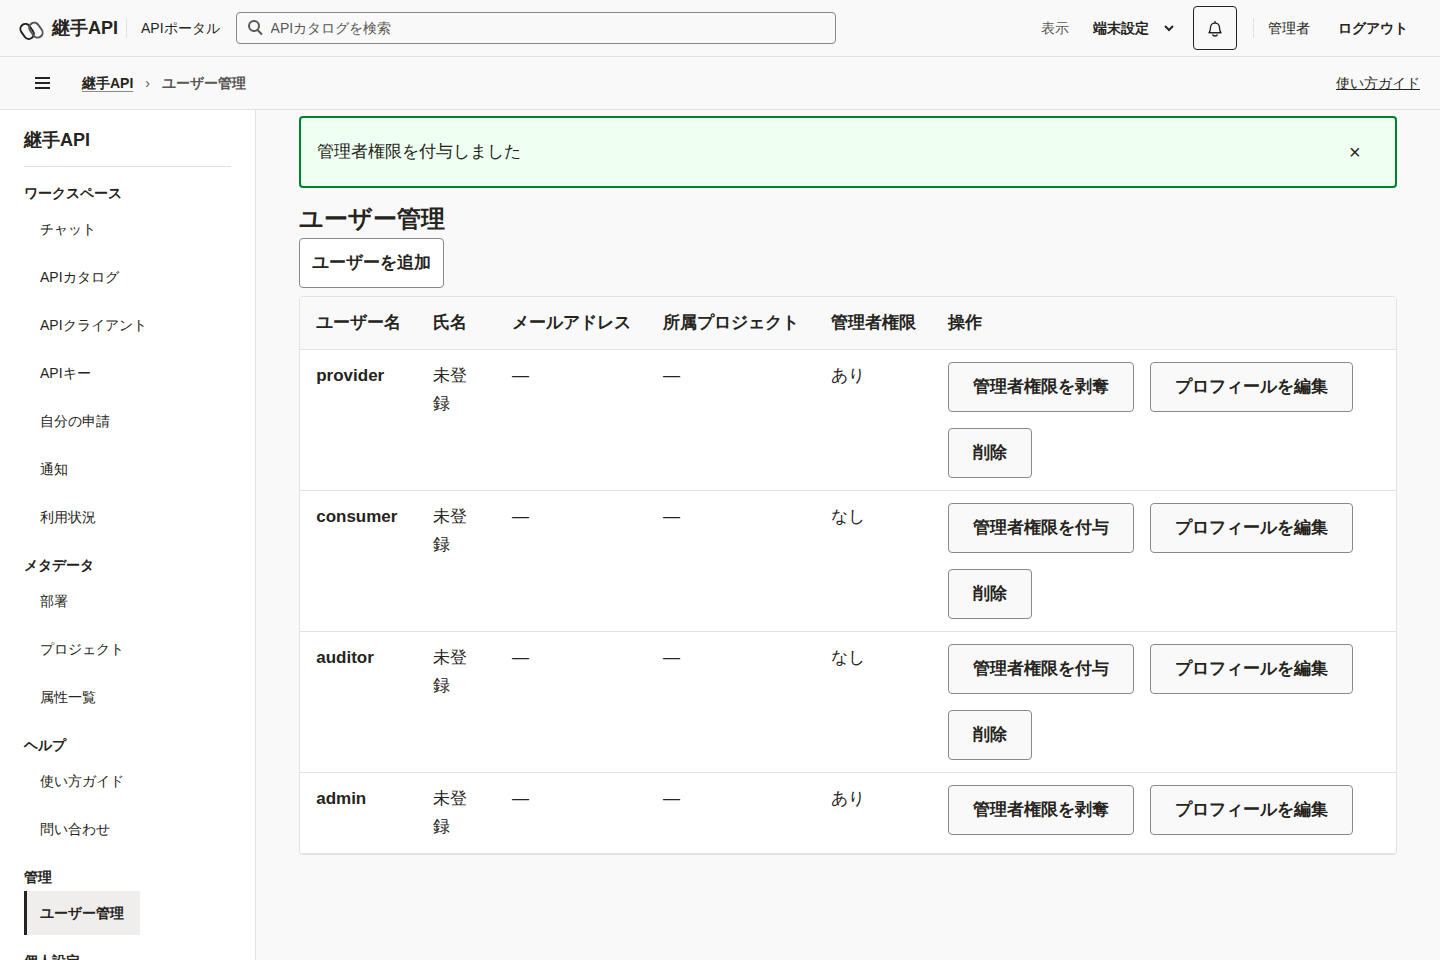 継手API APIポータル APIカタログを検索 表示 端末設定 管理者 ログアウト
継手API › ユーザー管理 使い方ガイド
継手API
ワークスペース
チャット
APIカタログ
APIクライアント
APIキー
自分の申請
通知
利用状況
メタデータ
部署
プロジェクト
属性一覧
ヘルプ
使い方ガイド
問い合わせ
管理
ユーザー管理
個人設定
管理者権限を付与しました ×
ユーザー管理
ユーザーを追加
ユーザー名 氏名 メールアドレス 所属プロジェクト 管理者権限 操作
provider 未登録 — — あり 管理者権限を剥奪 プロフィールを編集
削除
consumer 未登録 — — なし 管理者権限を付与 プロフィールを編集
削除
auditor 未登録 — — なし 管理者権限を付与 プロフィールを編集
削除
admin 未登録 — — あり 管理者権限を剥奪 プロフィールを編集